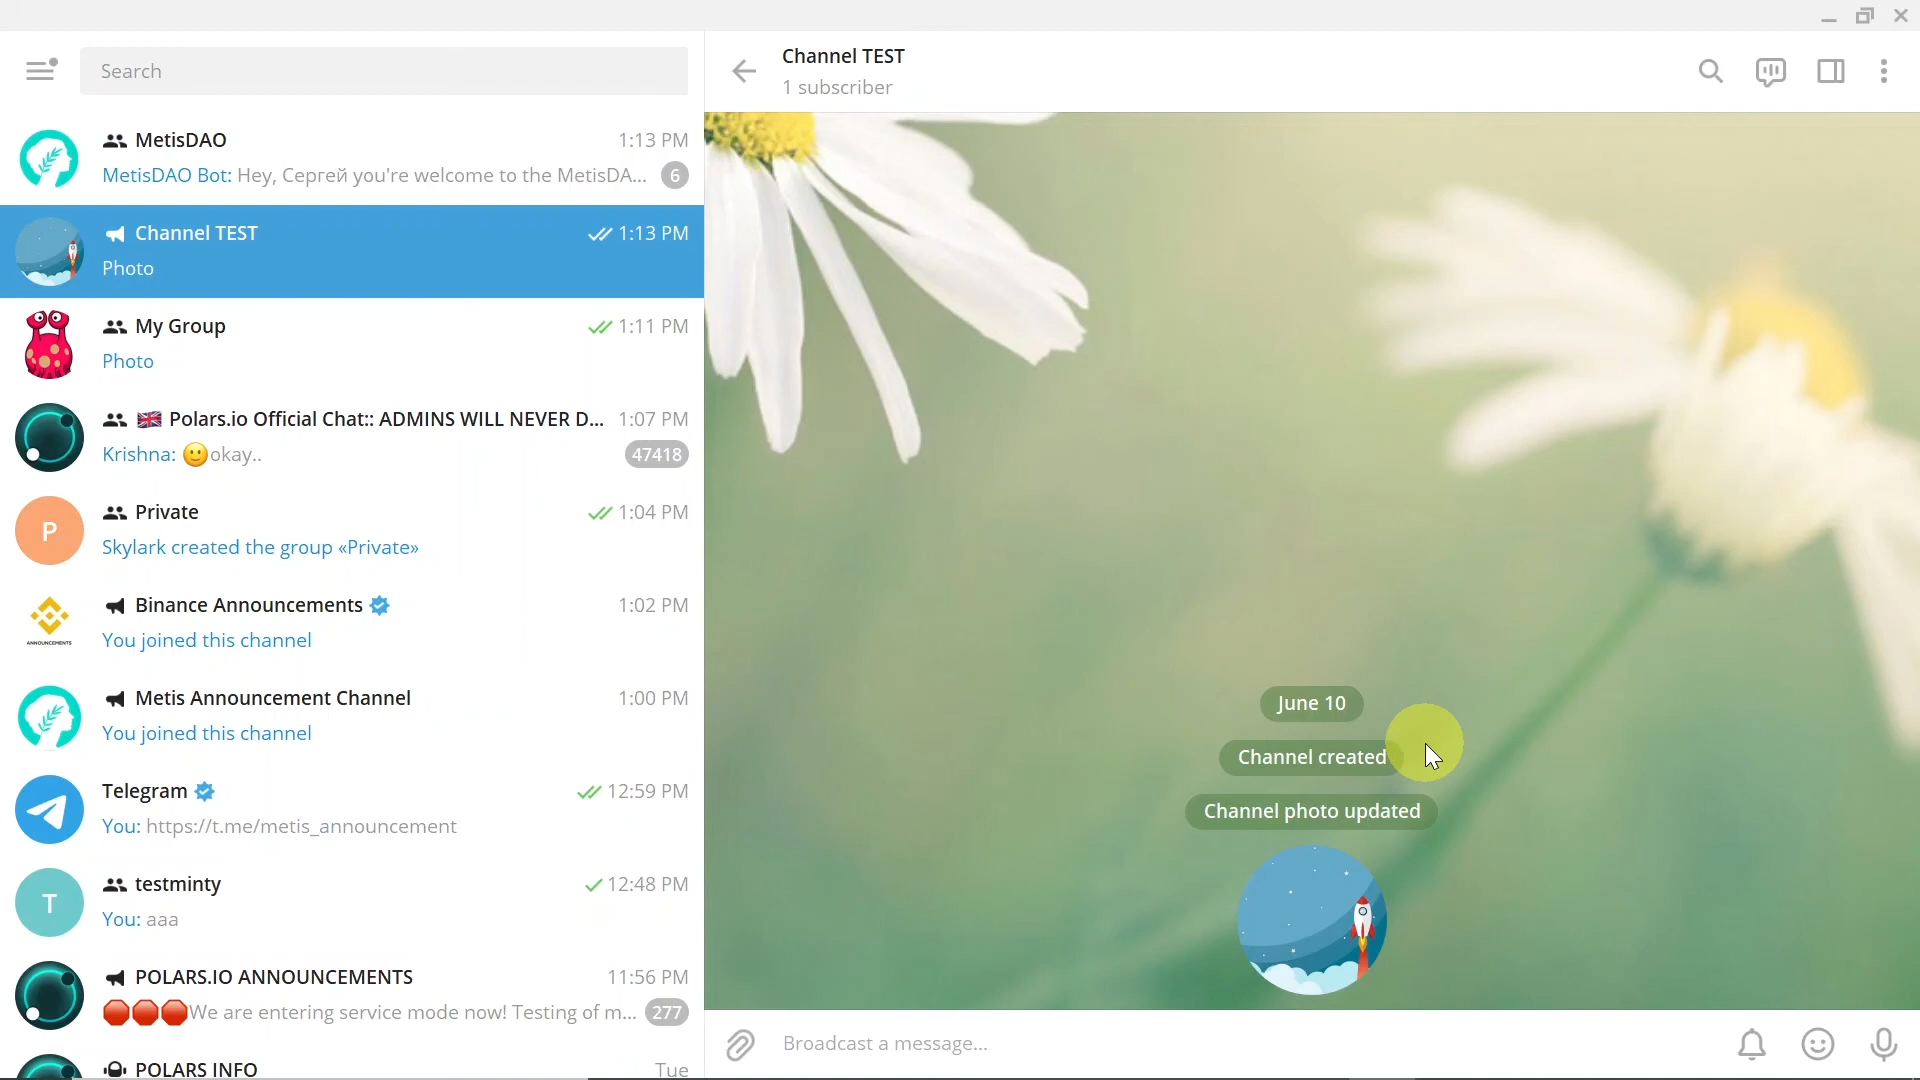 Search
MetisDAO 1:13 PM
MetisDAO Bot: Hey, Сергей you're welcome to the MetisDA... 6
Channel TEST 1:13 PM
Photo
My Group 1:11 PM
Photo
Polars.io Official Chat:: ADMINS WILL NEVER D... 1:07 PM
Krishna: 🙂okay.. 47418
P
Private 1:04 PM
Skylark created the group «Private»
ANNOUNCEMENTS
Binance Announcements 1:02 PM
You joined this channel
Metis Announcement Channel 1:00 PM
You joined this channel
Telegram 12:59 PM
You: https://t.me/metis_announcement
T
testminty 12:48 PM
You: aaa
POLARS.IO ANNOUNCEMENTS 11:56 PM
🛑🛑🛑We are entering service mode now! Testing of m... 277
POLARS INFO Tue
Channel TEST
1 subscriber
June 10
Channel created
Channel photo updated
Broadcast a message...